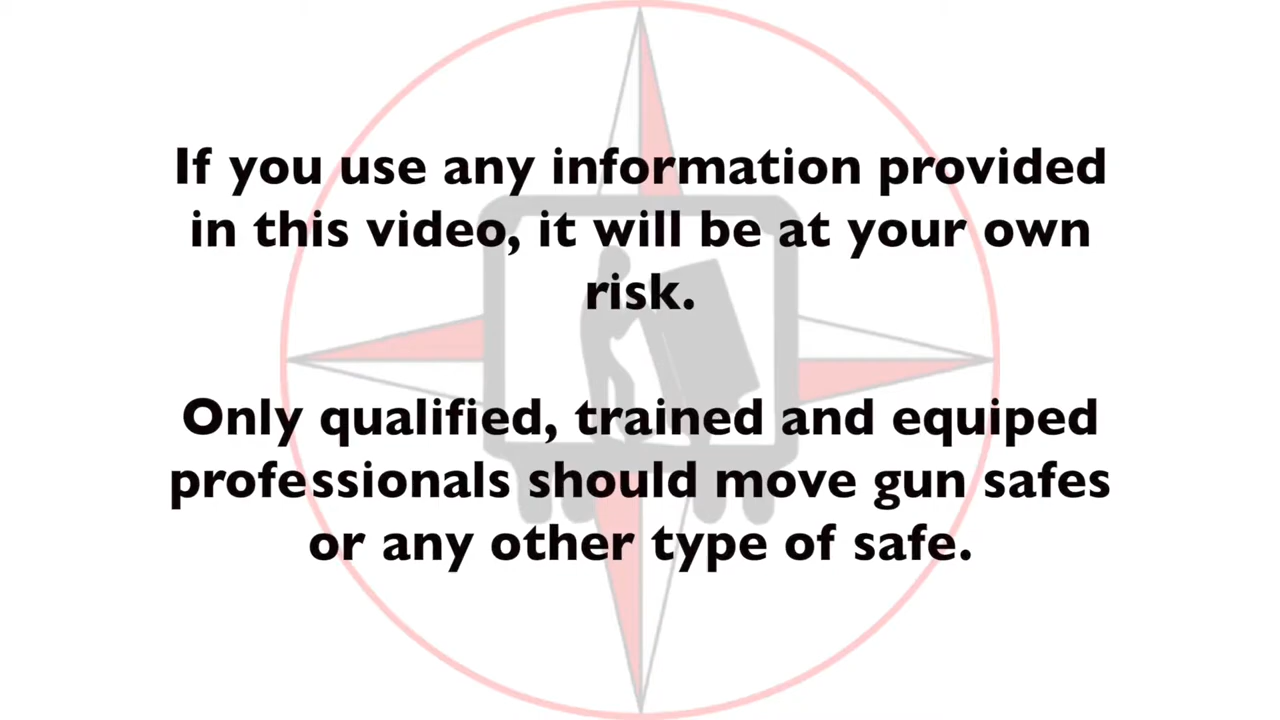 If you use any information provided
in this video, it will be at your own
risk.
Only qualified, trained and equiped
professionals should move gun safes
or any other type of safe.